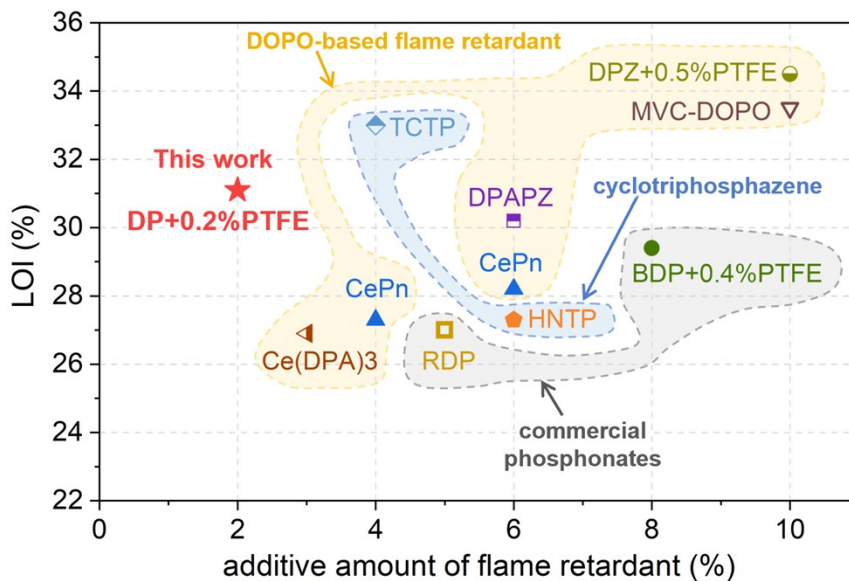 36
34
32
30
28
26
24
22
LOI (%)
DOPO-based flame retardant
DPZ+0.5%PTFE
MVC-DOPO
TCTP
This work
DP+0.2%PTFE
cyclotriphosphazene
DPAPZ
CePn
BDP+0.4%PTFE
CePn
HNTP
Ce(DPA)3
RDP
commercial
phosphonates
0
2
4
6
8
10
additive amount of flame retardant (%)